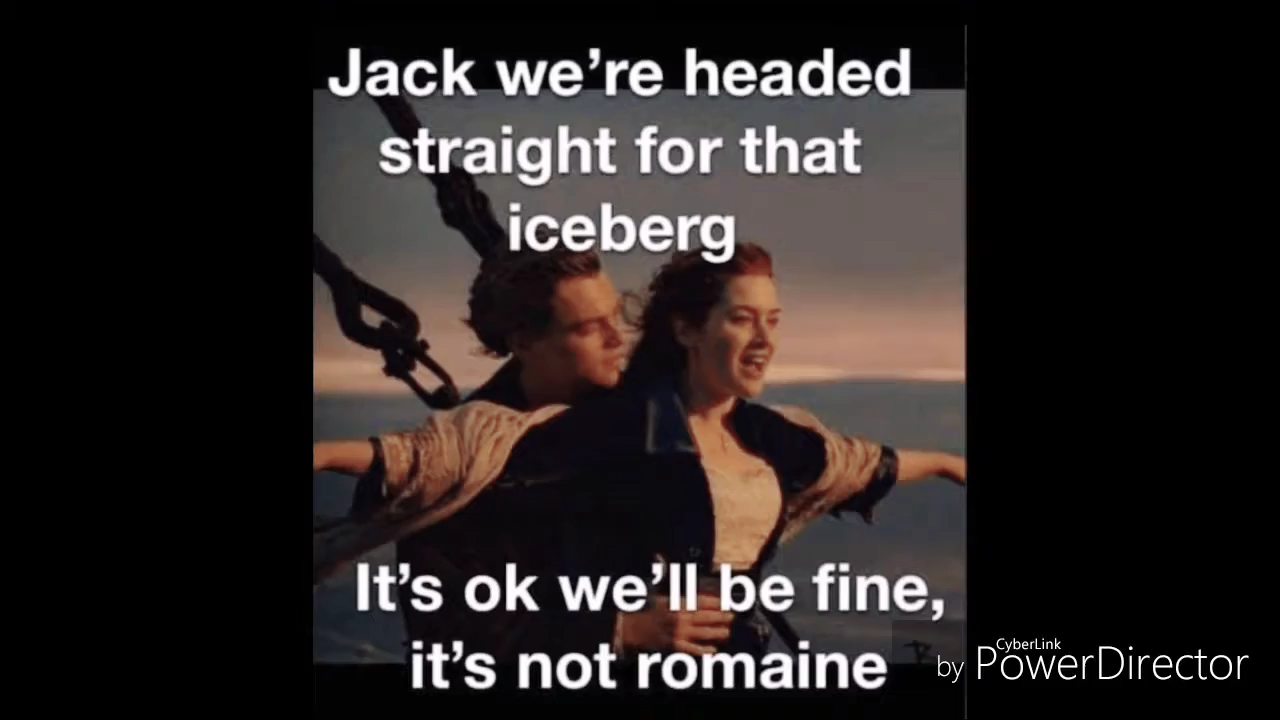 Jack we're headed
straight for that
iceberg
It's ok we'll be fine,
it's not romaine
CyberLink
by PowerDirector